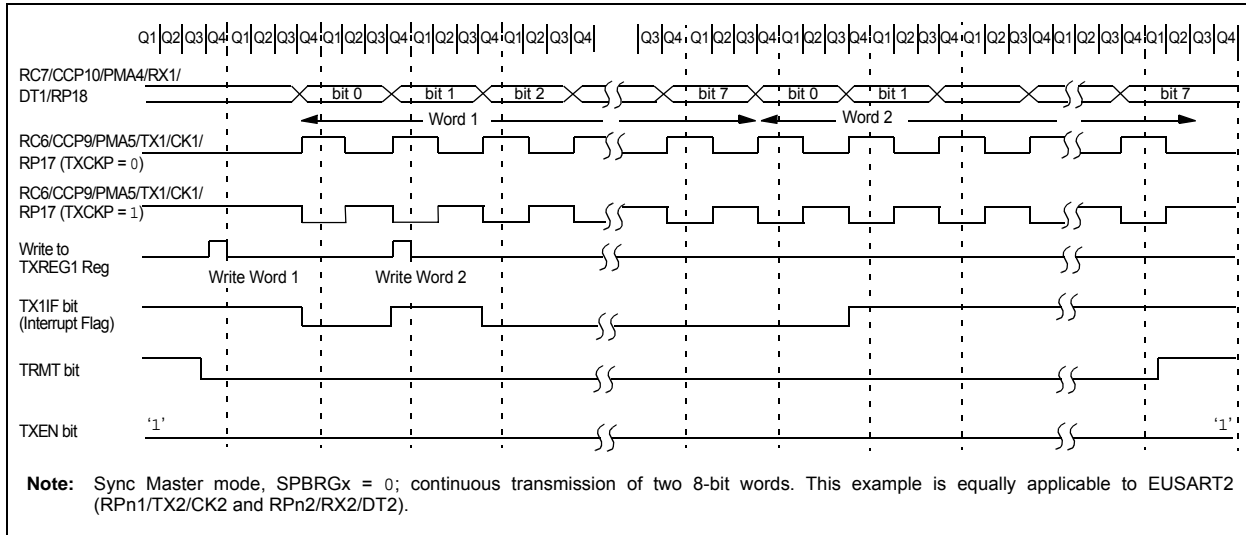 Q1 Q2 Q3 Q4 Q1 Q2 Q3 Q4 Q1 Q2 Q3 Q4 Q1 Q2 Q3 Q4 Q1 Q2 Q3 Q4 Q3 Q4 Q1 Q2 Q3 Q4 Q1 Q2 Q3 Q4 Q1 Q2 Q3 Q4 Q1 Q2 Q3 Q4 Q1 Q2 Q3 Q4 Q1 Q2 Q3 Q4
RC7/CCP10/PMA4/RX1/
DT1/RP18
bit 0 bit 1 bit 2 bit 7 bit 0 bit 1 bit 7
Word 1 Word 2
RC6/CCP9/PMA5/TX1/CK1/
RP17 (TXCKP = 0)
RC6/CCP9/PMA5/TX1/CK1/
RP17 (TXCKP = 1)
Write to
TXREG1 Reg
Write Word 1 Write Word 2
TX1IF bit
(Interrupt Flag)
TRMT bit
TXEN bit
‘1’ ‘1’
Note: Sync Master mode, SPBRGx = 0; continuous transmission of two 8-bit words. This example is equally applicable to EUSART2
(RPn1/TX2/CK2 and RPn2/RX2/DT2).